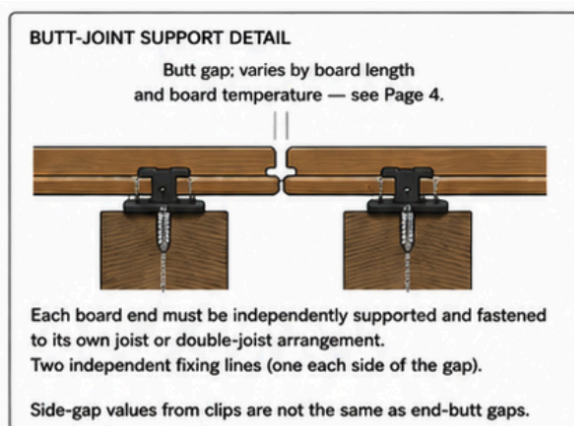 BUTT-JOINT SUPPORT DETAIL
Butt gap; varies by board length
and board temperature — see Page 4.
Each board end must be independently supported and fastened
to its own joist or double-joist arrangement.
Two independent fixing lines (one each side of the gap).
Side-gap values from clips are not the same as end-butt gaps.